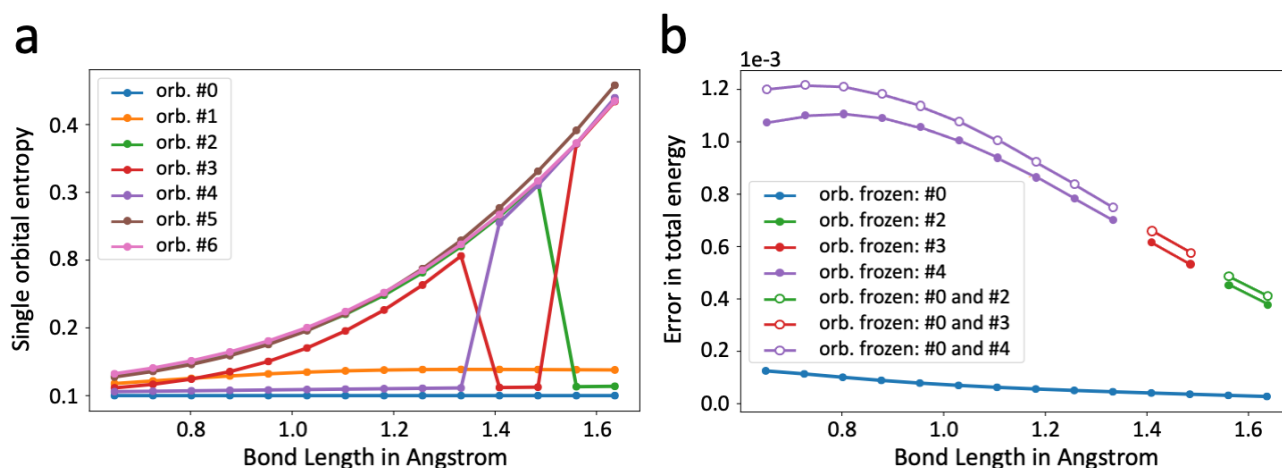 a
Single orbital entropy
0.4
0.3
0.8
0.2
0.1
orb. #0
orb. #1
orb. #2
orb. #3
orb. #4
orb. #5
orb. #6
0.8 1.0 1.2 1.4 1.6
Bond Length in Angstrom
b
1e-3
Error in total energy
1.2
1.0
0.8
0.6
0.4
0.2
0.0
orb. frozen: #0
orb. frozen: #2
orb. frozen: #3
orb. frozen: #4
orb. frozen: #0 and #2
orb. frozen: #0 and #3
orb. frozen: #0 and #4
0.8 1.0 1.2 1.4 1.6
Bond Length in Angstrom